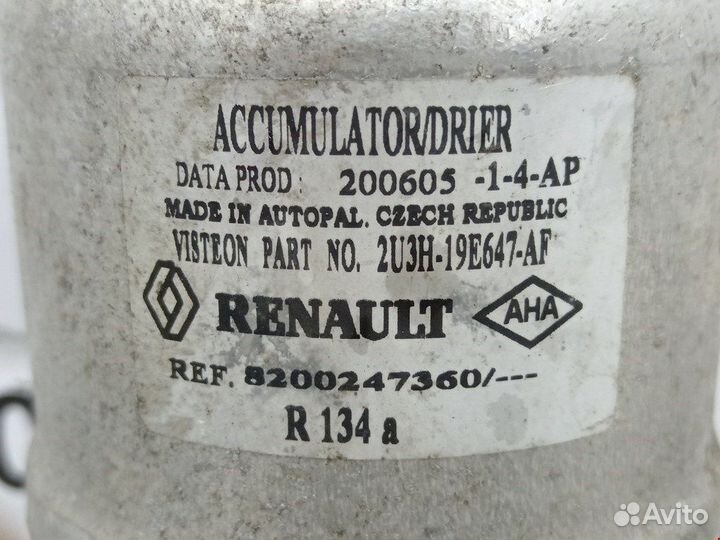 ACCUMULATOR/DRIER
DATA PROD: 200605 -1-4-AP
MADE IN AUTOPAL. CZECH REPUBLIC
VISTEON PART NO. 2U3H-19E647-AF
RENAULT AHA
REF. 8200247360/---
R 134 a
Avito